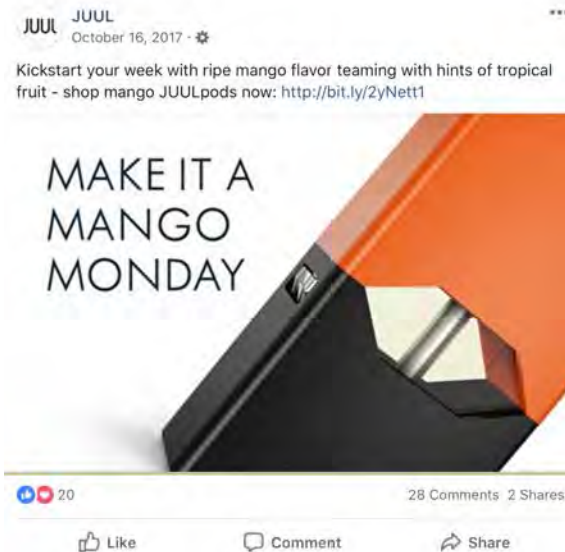 JUUL
JUUL
October 16, 2017 ·
Kickstart your week with ripe mango flavor teaming with hints of tropical
fruit - shop mango JUULpods now: http://bit.ly/2yNett1
MAKE IT A
MANGO
MONDAY
20
28 Comments 2 Shares
Like Comment Share